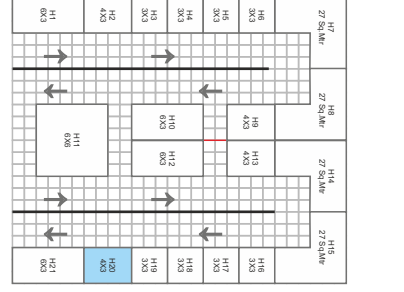 H1
6X3
H2
4X3
H3
3X3
H4
3X3
H5
3X3
H6
3X3
H7
27 Sq.Mtr
H8
27 Sq.Mtr
H9
4X3
H10
6X3
H11
6X6
H12
6X3
H13
4X3
H14
27 Sq.Mtr
H15
27 Sq.Mtr
H21
6X3
H20
4X3
H19
3X3
H18
3X3
H17
3X3
H16
3X3